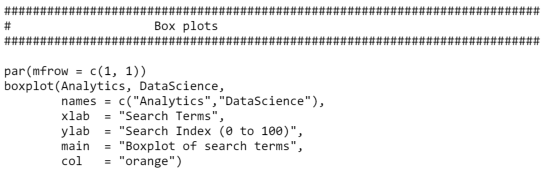 ###########################################################################
#                    Box plots
###########################################################################
par(mfrow = c(1, 1))
boxplot(Analytics, DataScience,
        names = c("Analytics","DataScience"),
        xlab  = "Search Terms",
        ylab  = "Search Index (0 to 100)",
        main  = "Boxplot of search terms",
        col   = "orange")